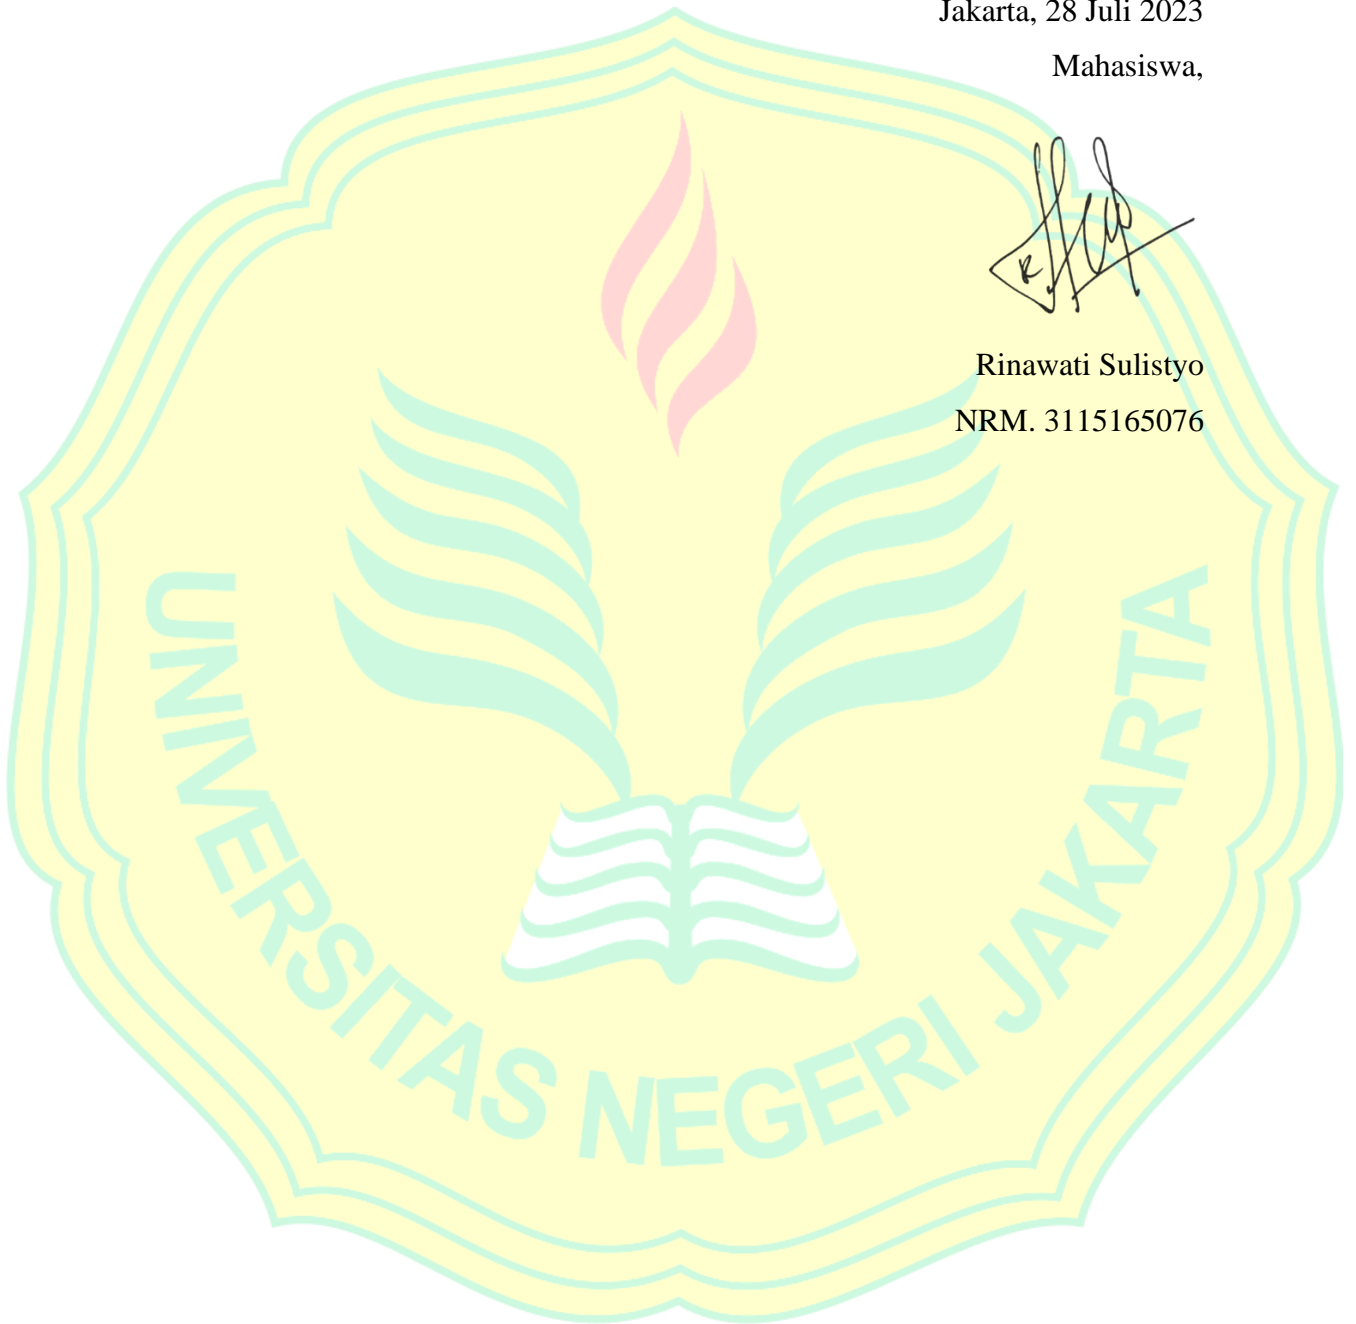 Jakarta, 28 Juli 2023
Mahasiswa,
Rinawati Sulistyo
NRM. 3115165076
UNIVERSITAS NEGERI JAKARTA